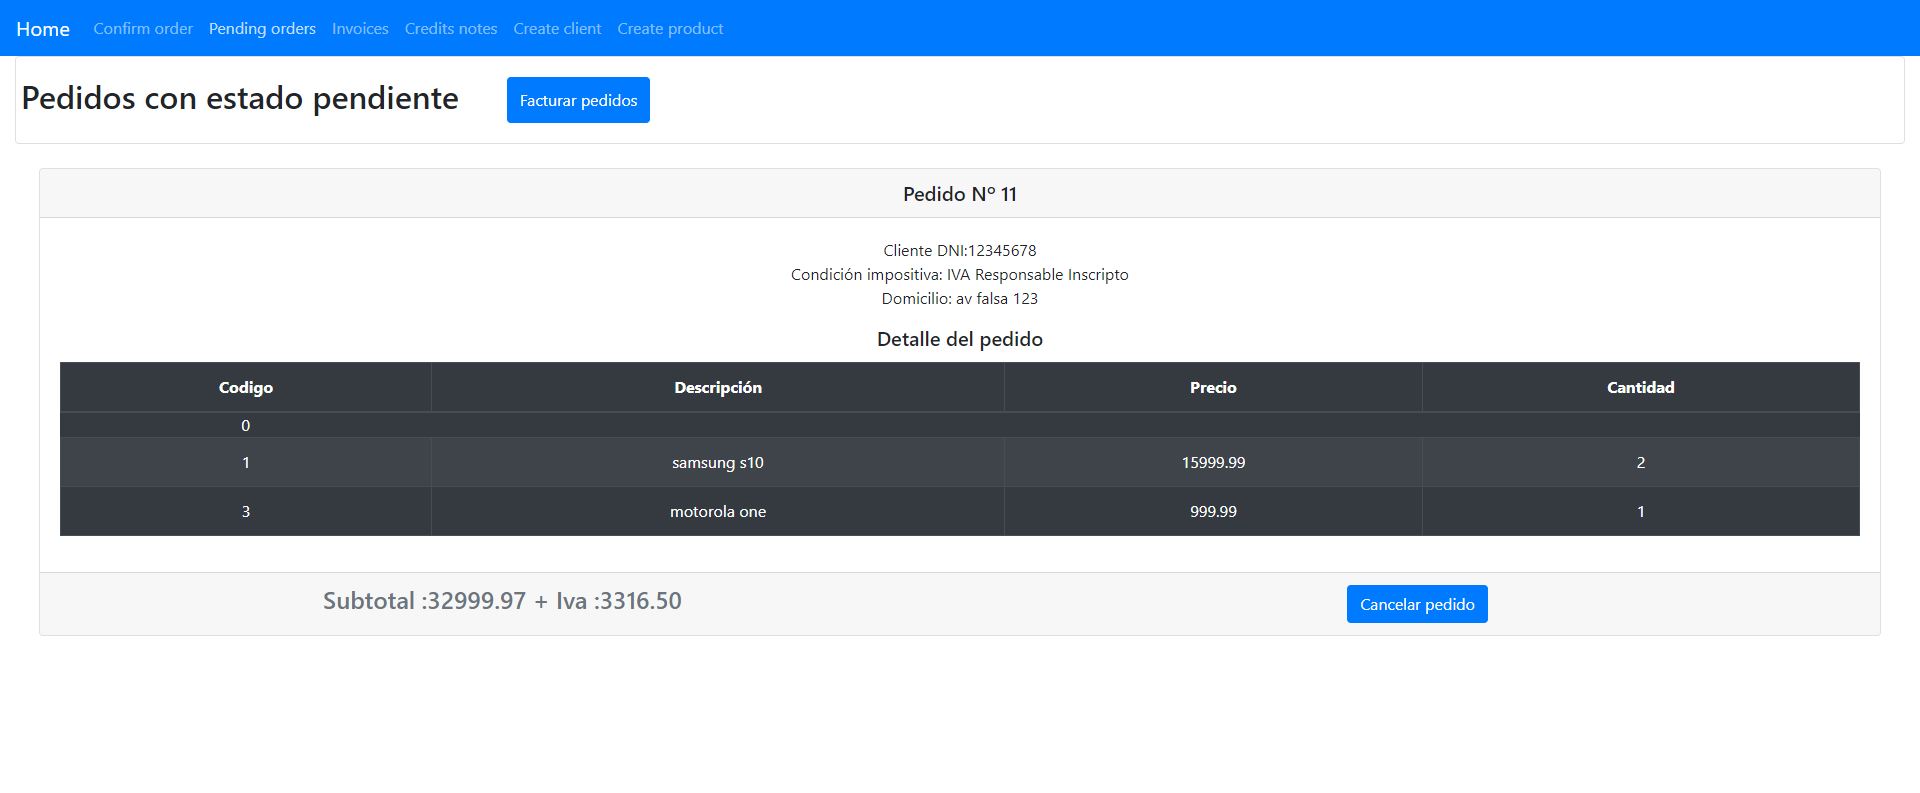 Home Confirm order Pending orders Invoices Credits notes Create client Create product
Pedidos con estado pendiente Facturar pedidos
Pedido Nº 11
Cliente DNI:12345678
Condición impositiva: IVA Responsable Inscripto
Domicilio: av falsa 123
Detalle del pedido
Codigo Descripción Precio Cantidad
0
1 samsung s10 15999.99 2
3 motorola one 999.99 1
Subtotal :32999.97 + Iva :3316.50 Cancelar pedido